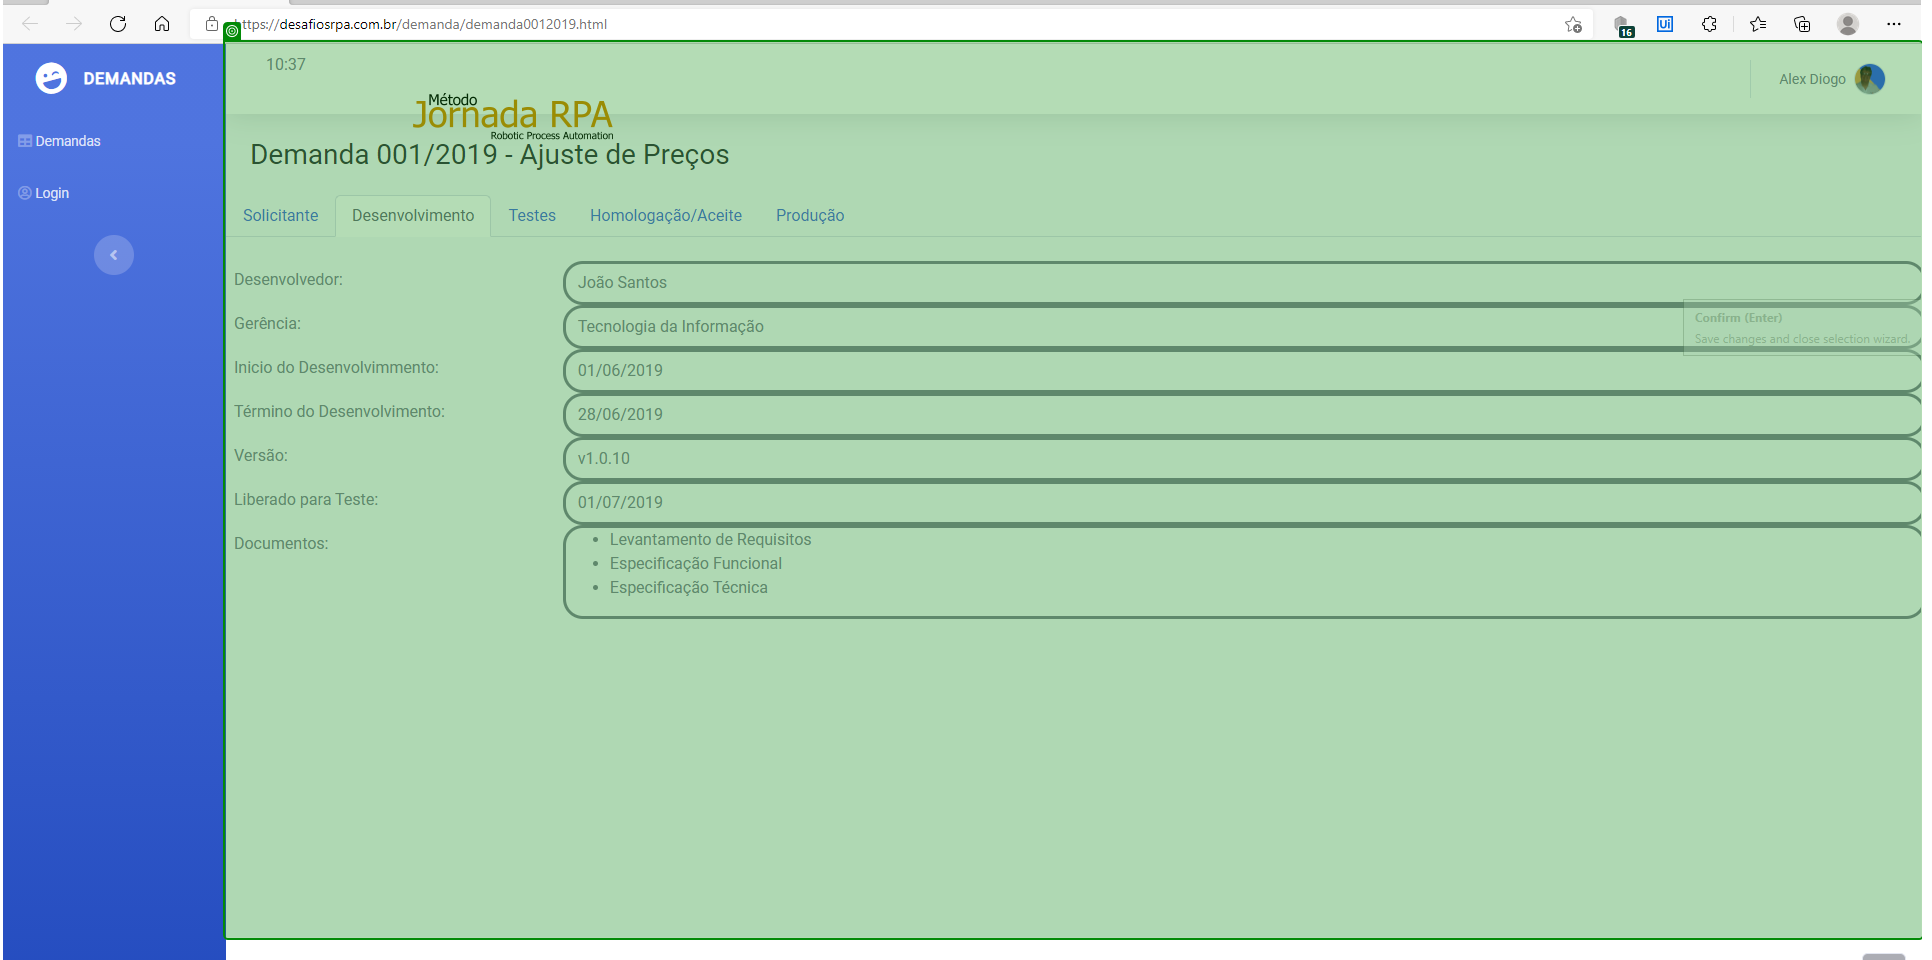 https://desafiosrpa.com.br/demanda/demanda0012019.html
16
Ui
DEMANDAS
Demandas
Login
10:37
Método
Jornada RPA
Robotic Process Automation
Alex Diogo
Demanda 001/2019 - Ajuste de Preços
Solicitante
Desenvolvimento
Testes
Homologação/Aceite
Produção
Desenvolvedor:
João Santos
Gerência:
Tecnologia da Informação
Inicio do Desenvolvimmento:
01/06/2019
Término do Desenvolvimento:
28/06/2019
Versão:
v1.0.10
Liberado para Teste:
01/07/2019
Documentos:
• Levantamento de Requisitos
• Especificação Funcional
• Especificação Técnica
Confirm (Enter)
Save changes and close selection wizard.